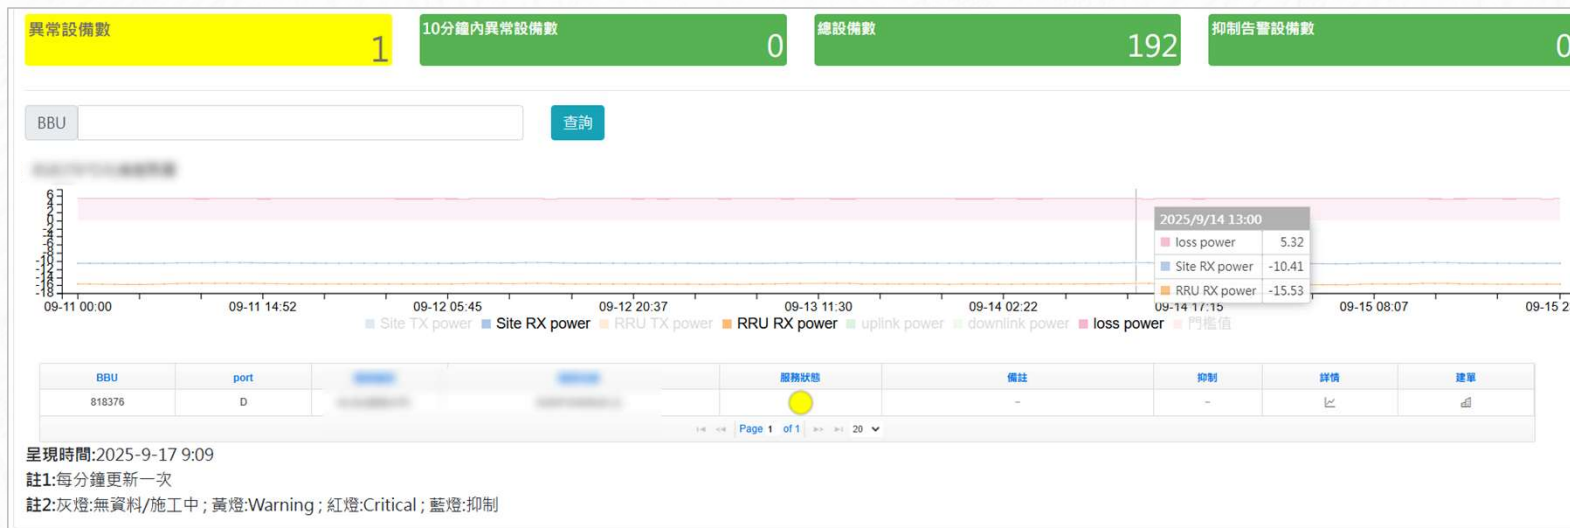 異常設備數
1
10分鐘內異常設備數
0
總設備數
192
抑制告警設備數
0
BBU
查詢
6
4
2
0
-2
-4
-6
-8
-10
-12
-14
-16
-18
2025/9/14 13:00
loss power 5.32
Site RX power -10.41
RRU RX power -15.53
09-11 00:00 09-11 14:52 09-12 05:45 09-12 20:37 09-13 11:30 09-14 02:22 09-14 17:15 09-15 08:07 09-15 2
Site TX power Site RX power RRU TX power RRU RX power uplink power downlink power loss power 門檻值
BBU port 服務狀態 備註 抑制 詳情 建單
818376 D - -
Page 1 of 1 20
呈現時間:2025-9-17 9:09
註1:每分鐘更新一次
註2:灰燈:無資料/施工中 ; 黃燈:Warning ; 紅燈:Critical ; 藍燈:抑制